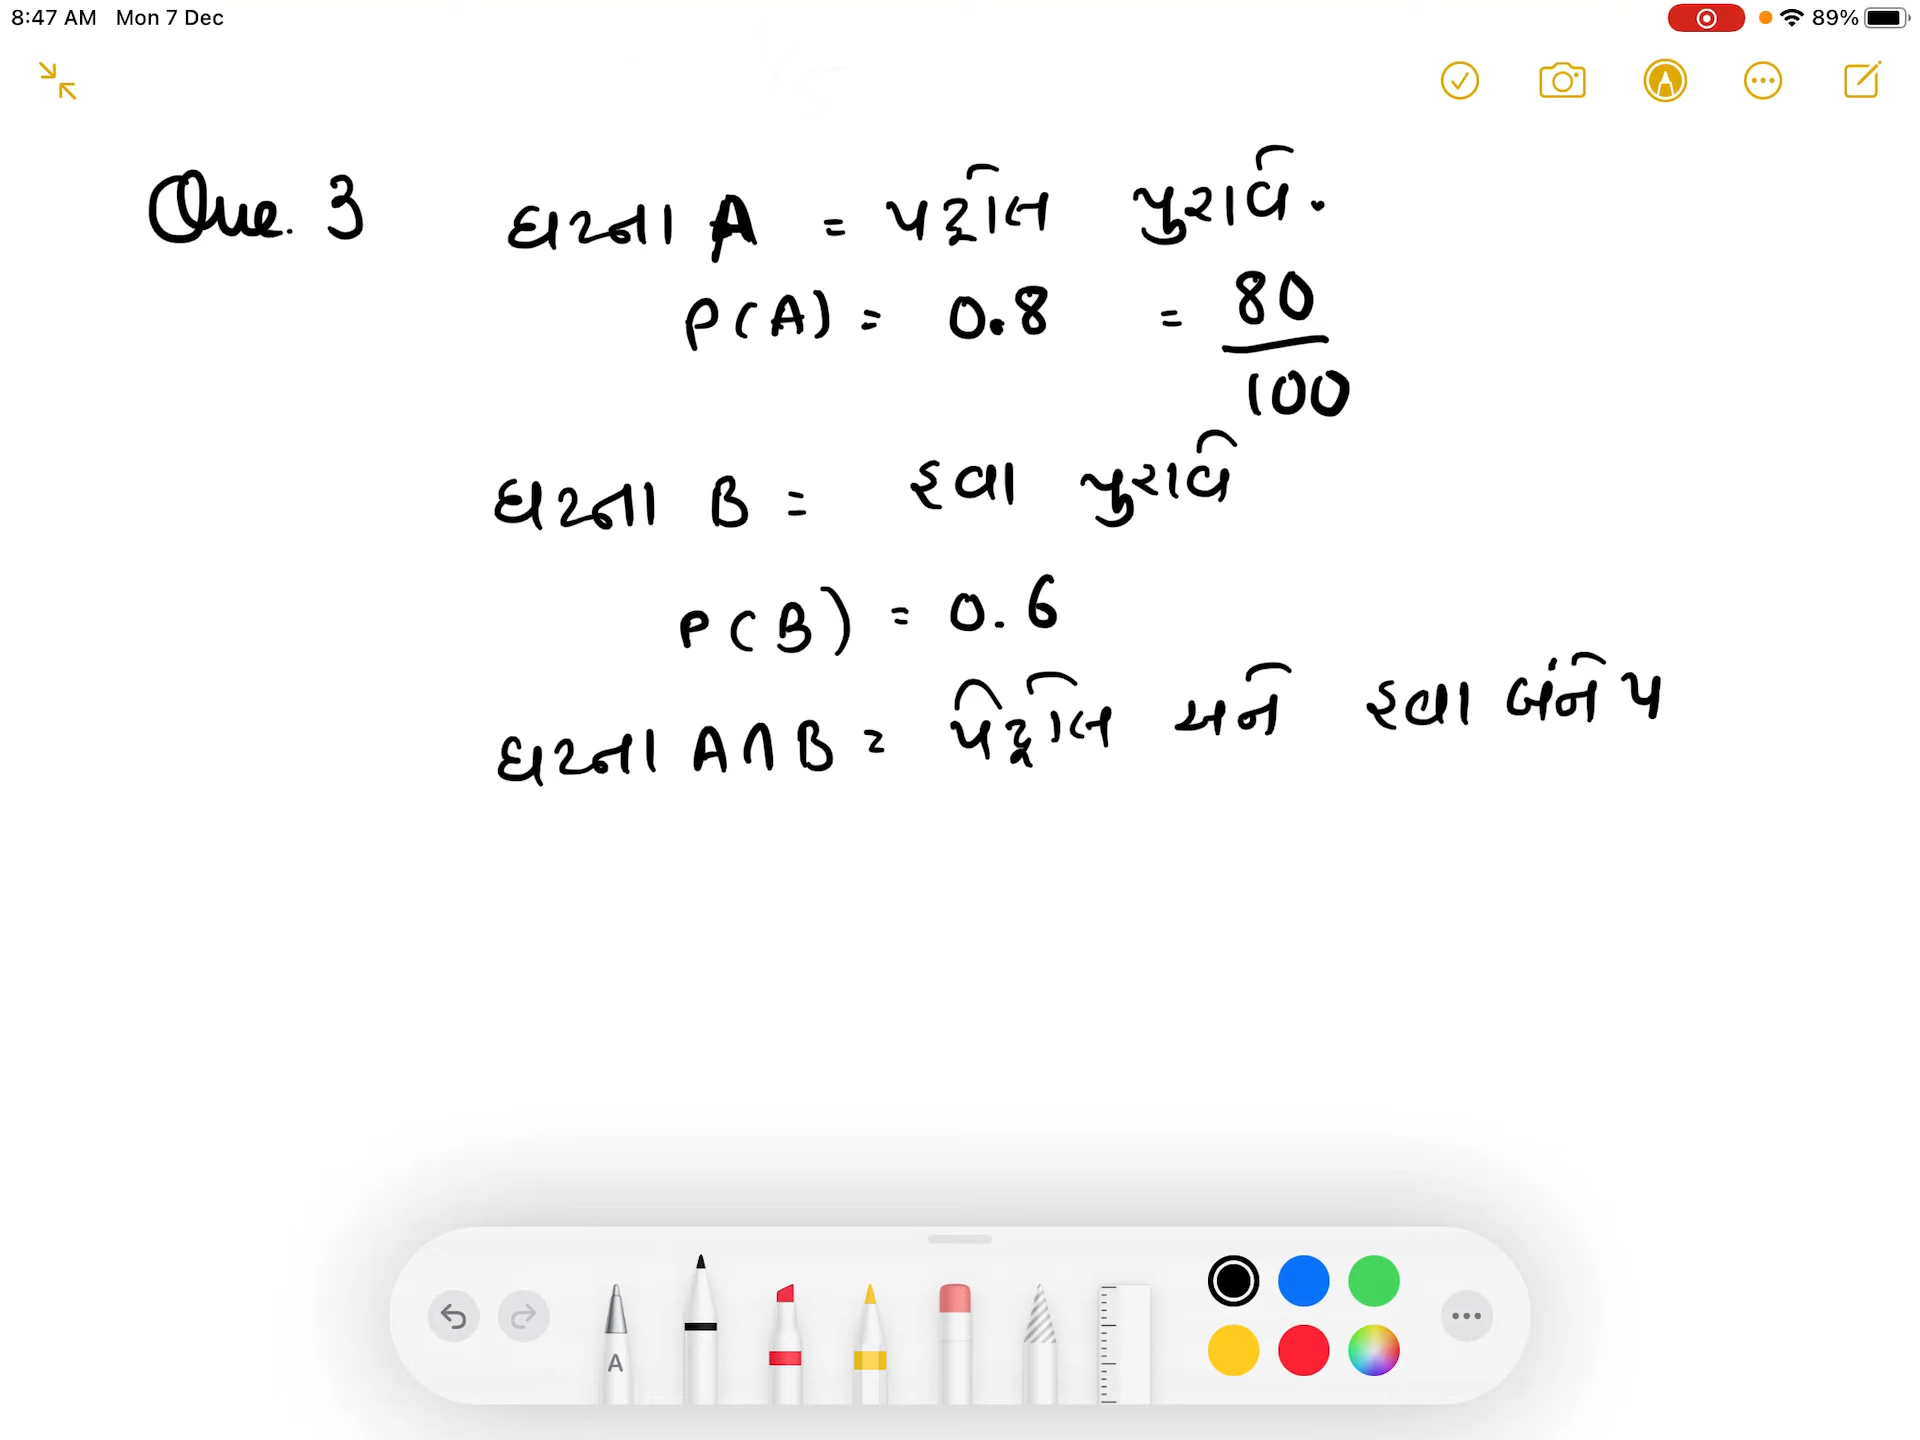 8:47 AM Mon 7 Dec 89%
Que. 3 ઘટના A = પટ્રોલ પુરાવે.
P(A) = 0.8 = 80/100
ઘટના B = હવા પુરાવે
P(B) = 0.6
ઘટના A∩B = પેટ્રોલ અને હવા બંને પ
A